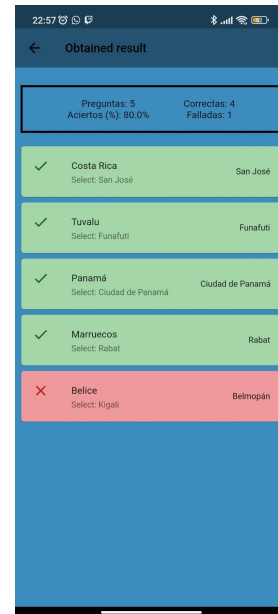 22:57
Obtained result
Preguntas: 5 Correctas: 4
Aciertos (%): 80.0% Falladas: 1
Costa Rica
Select: San José
San José
Tuvalu
Select: Funafuti
Funafuti
Panamá
Select: Ciudad de Panamá
Ciudad de Panamá
Marruecos
Select: Rabat
Rabat
Belice
Select: Kigali
Belmopán